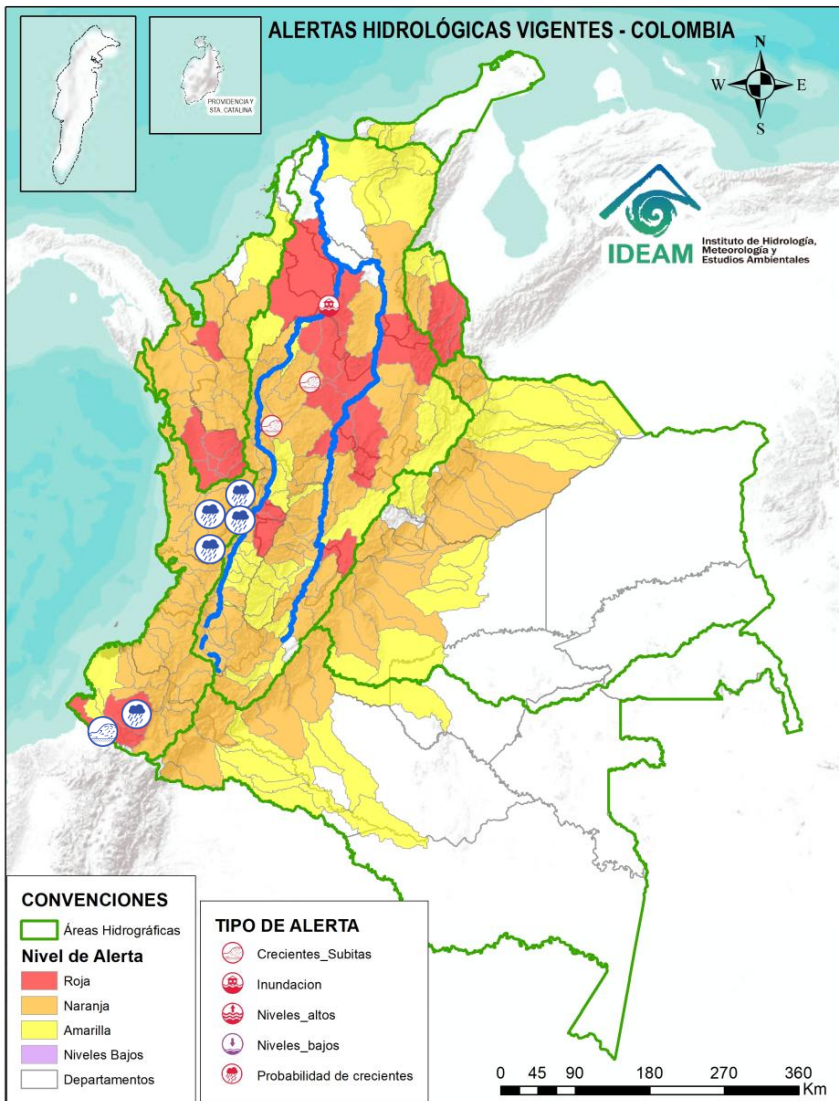 ALERTAS HIDROLÓGICAS VIGENTES - COLOMBIA
PROVIDENCIA Y
STA. CATALINA
N
W
E
S
IDEAM
Instituto de Hidrología,
Meteorología y
Estudios Ambientales
CONVENCIONES
Áreas Hidrográficas
Nivel de Alerta
Roja
Naranja
Amarilla
Niveles Bajos
Departamentos
TIPO DE ALERTA
Crecientes_Subitas
Inundacion
Niveles_altos
Niveles_bajos
Probabilidad de crecientes
0 45 90 180 270 360
Km